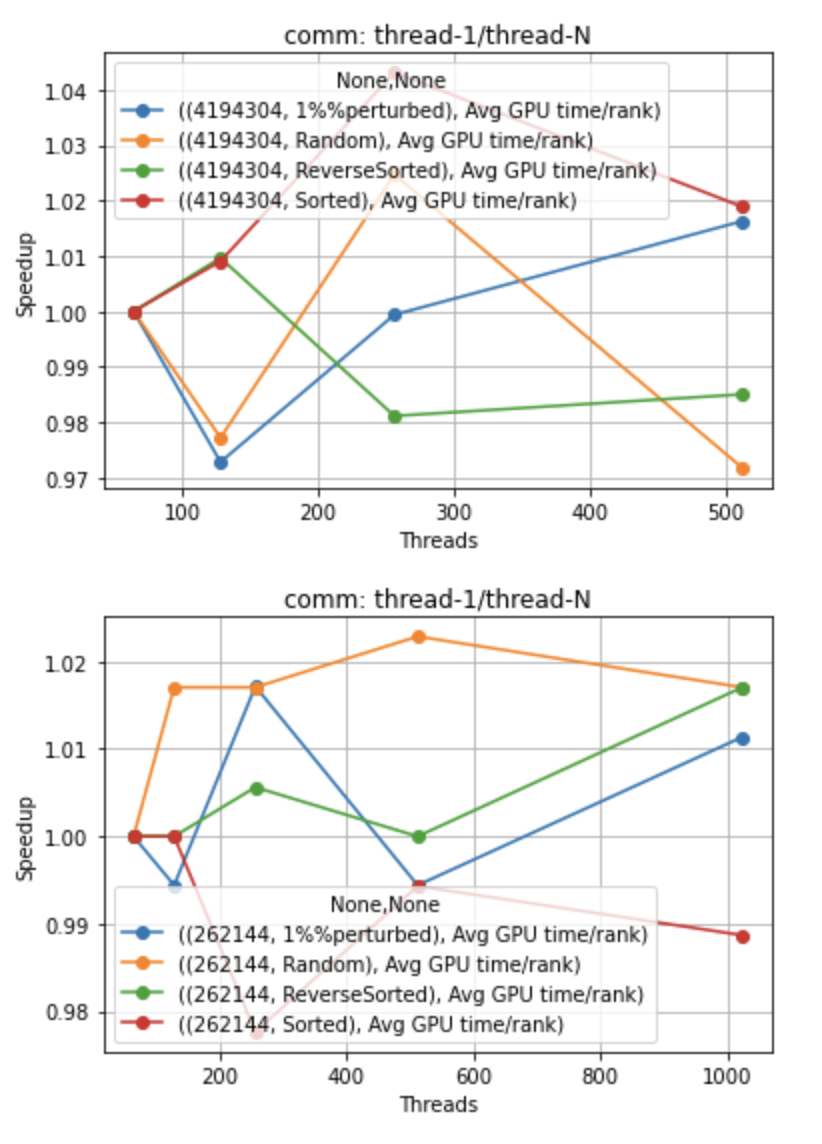 comm: thread-1/thread-N
1.04
1.03
1.02
1.01
1.00
0.99
0.98
0.97
Speedup
None,None
((4194304, 1%%perturbed), Avg GPU time/rank)
((4194304, Random), Avg GPU time/rank)
((4194304, ReverseSorted), Avg GPU time/rank)
((4194304, Sorted), Avg GPU time/rank)
100 200 300 400 500
Threads
comm: thread-1/thread-N
1.02
1.01
1.00
0.99
0.98
Speedup
None,None
((262144, 1%%perturbed), Avg GPU time/rank)
((262144, Random), Avg GPU time/rank)
((262144, ReverseSorted), Avg GPU time/rank)
((262144, Sorted), Avg GPU time/rank)
200 400 600 800 1000
Threads